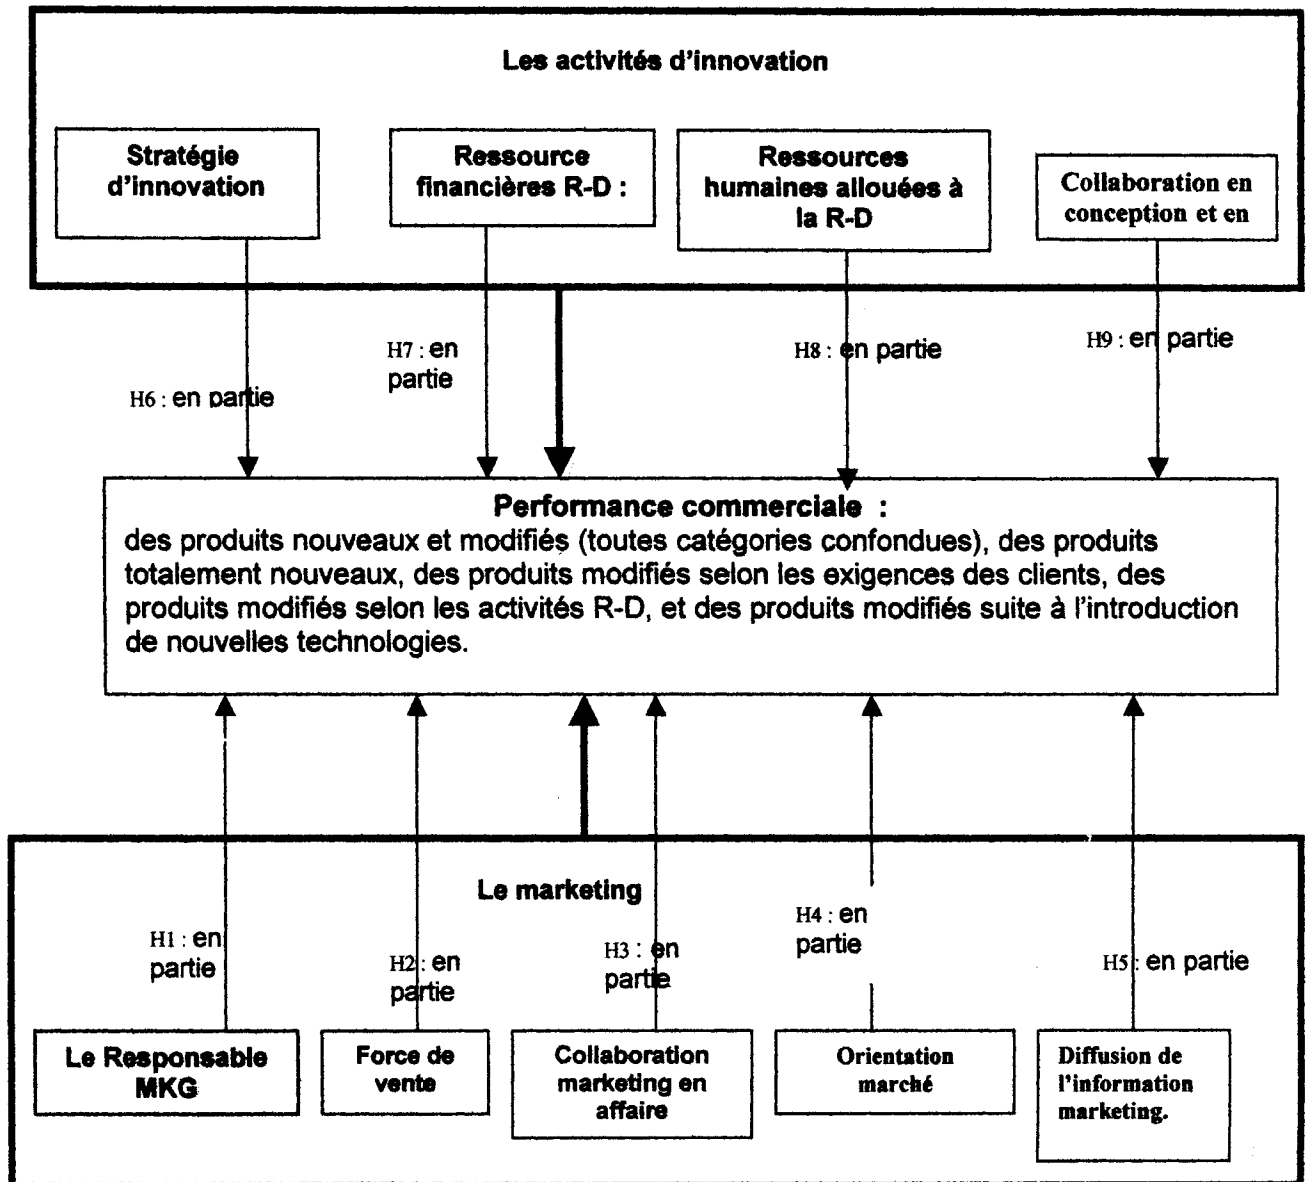 Les activités d'innovation
Stratégie
d'innovation
Ressource
financières R-D :
Ressources
humaines allouées à
la R-D
Collaboration en
conception et en
H6 : en partie
H7 : en
partie
H8 : en partie
H9 : en partie
Performance commerciale :
des produits nouveaux et modifiés (toutes catégories confondues), des produits
totalement nouveaux, des produits modifiés selon les exigences des clients, des
produits modifiés selon les activités R-D, et des produits modifiés suite à l'introduction
de nouvelles technologies.
Le marketing
H1 : en
partie
H2 : en
partie
H3 : en
partie
H4 : en
partie
H5 : en partie
Le Responsable
MKG
Force de
vente
Collaboration
marketing en
affaire
Orientation
marché
Diffusion de
l'information
marketing.